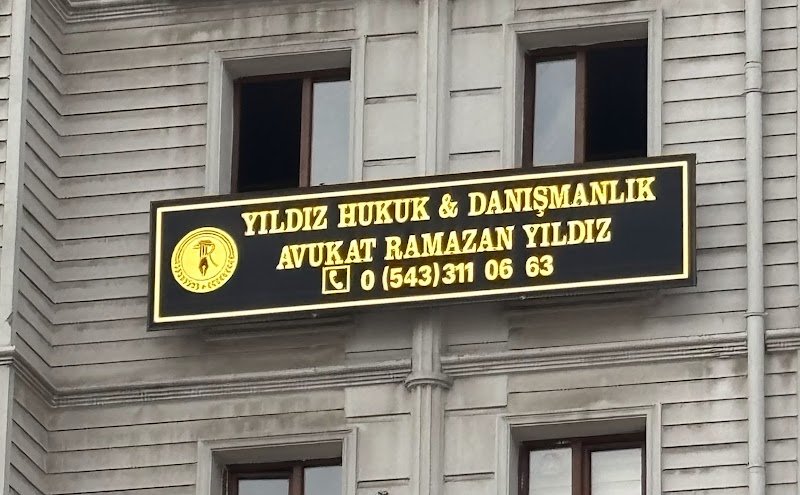 YILDIZ HUKUK & DANIŞMANLIK
AVUKAT RAMAZAN YILDIZ
0 (543) 311 06 63